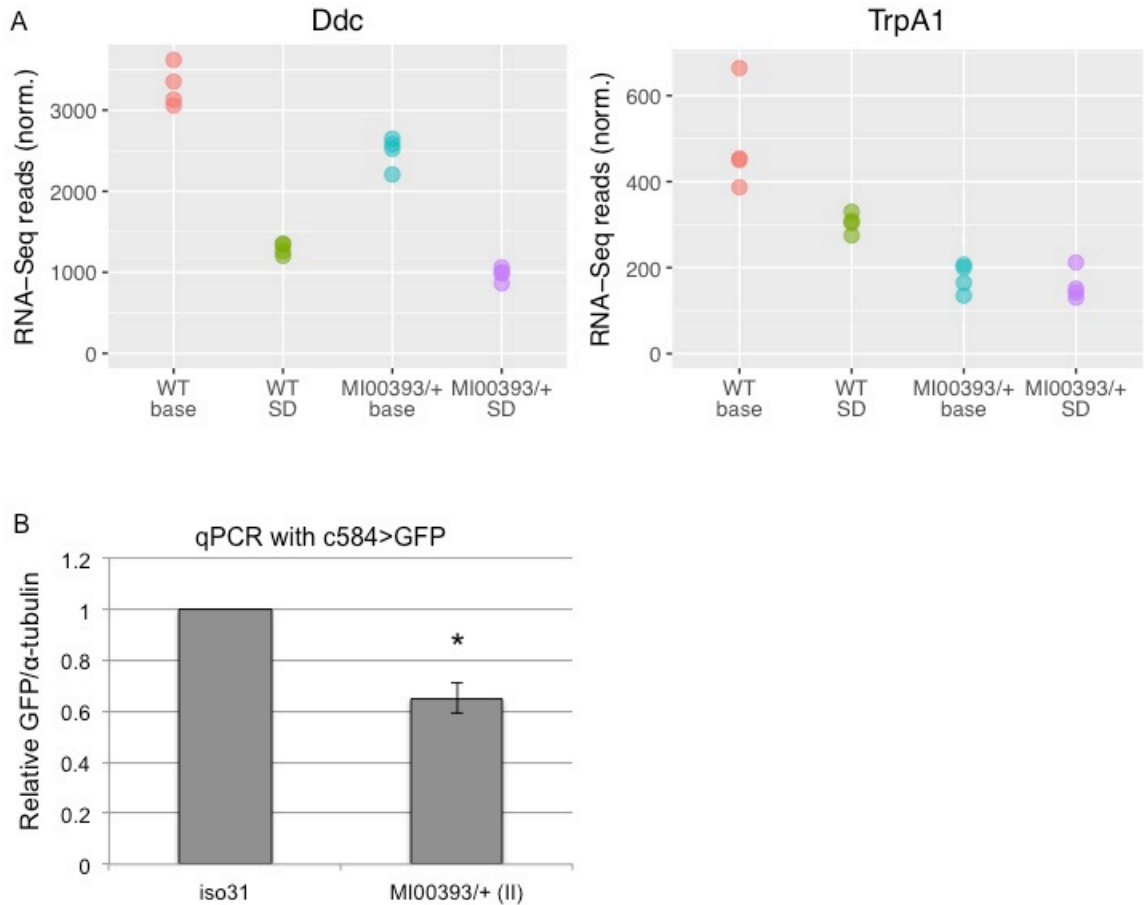 A
Ddc
TrpA1
RNA−Seq reads (norm.)
3000
2000
1000
0
WT base
WT SD
MI00393/+ base
MI00393/+ SD
RNA−Seq reads (norm.)
600
400
200
0
WT base
WT SD
MI00393/+ base
MI00393/+ SD
B
qPCR with c584>GFP
Relative GFP/α-tubulin
1.2
1
0.8
0.6
0.4
0.2
0
*
iso31
MI00393/+ (II)